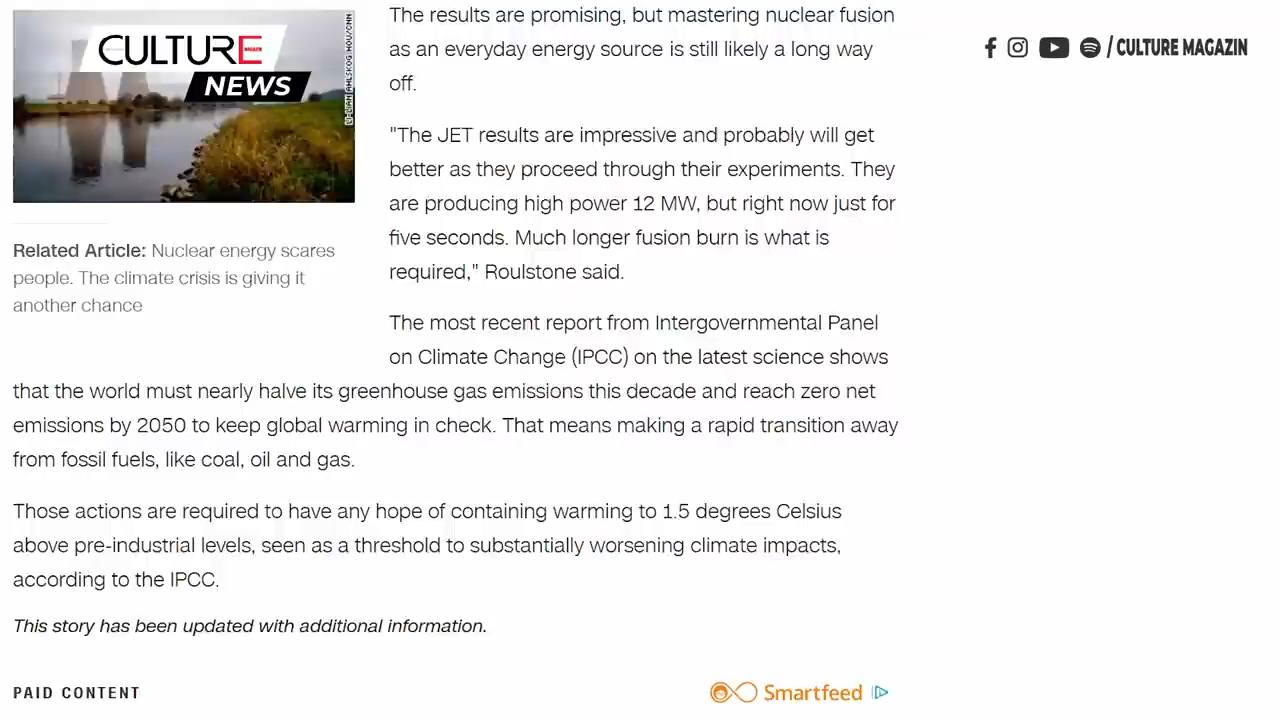 CULTURE
MAGAZIN
NEWS
Related Article: Nuclear energy scares
people. The climate crisis is giving it
another chance
The results are promising, but mastering nuclear fusion
as an everyday energy source is still likely a long way
off.
"The JET results are impressive and probably will get
better as they proceed through their experiments. They
are producing high power 12 MW, but right now just for
five seconds. Much longer fusion burn is what is
required," Roulstone said.
The most recent report from Intergovernmental Panel
on Climate Change (IPCC) on the latest science shows
that the world must nearly halve its greenhouse gas emissions this decade and reach zero net
emissions by 2050 to keep global warming in check. That means making a rapid transition away
from fossil fuels, like coal, oil and gas.
Those actions are required to have any hope of containing warming to 1.5 degrees Celsius
above pre-industrial levels, seen as a threshold to substantially worsening climate impacts,
according to the IPCC.
This story has been updated with additional information.
PAID CONTENT
Smartfeed
/ CULTURE MAGAZIN